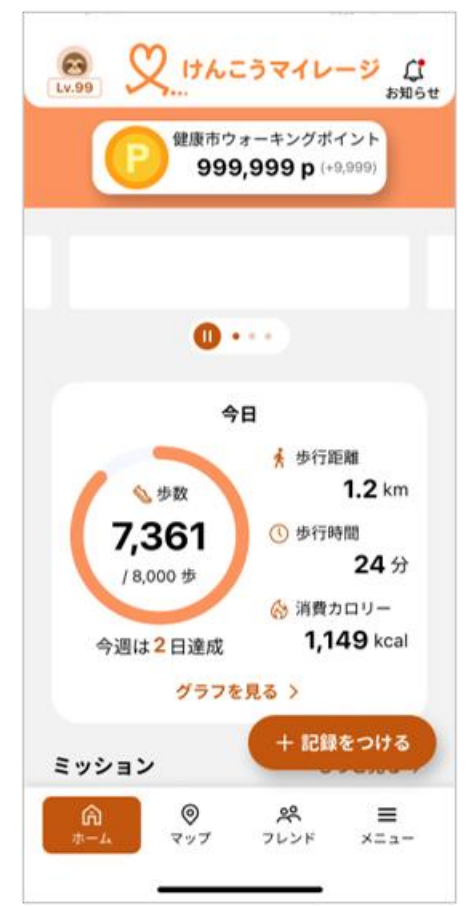 Lv.99
けんこうマイレージ
お知らせ
健康市ウォーキングポイント
P
999,999 p (+9,999)
今日
歩数
7,361
/ 8,000 歩
今週は2日達成
歩行距離
1.2 km
歩行時間
24 分
消費カロリー
1,149 kcal
グラフを見る >
+ 記録をつける
ミッション
ホーム
マップ
フレンド
メニュー